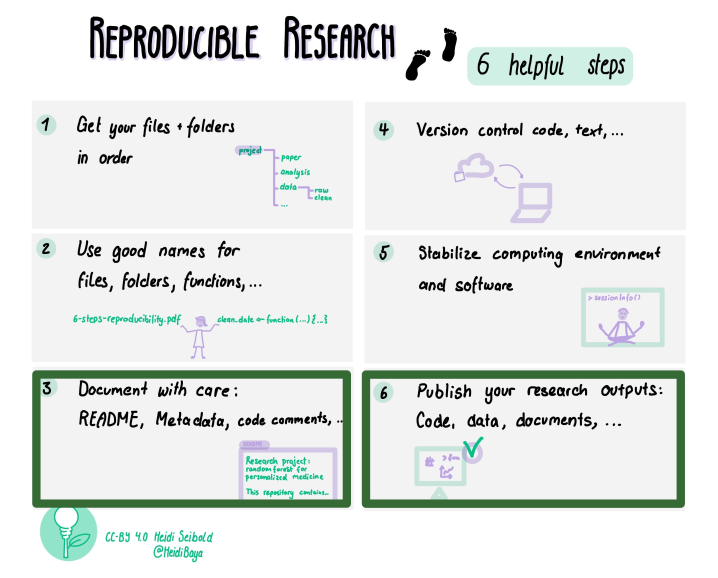 REPRODUCIBLE RESEARCH
6 helpful steps
1 Get your files + folders
in order
project
paper
analysis
data
raw
clean
...
2 Use good names for
files, folders, functions,...
6-steps-reproducibility.pdf
clean_date <- function(...) {...}
3 Document with care:
README, Metadata, code comments, ..
README
Research project:
random forest for
personalized medicine
This repository contains...
4 Version control code, text,...
5 Stabilize computing environment
and software
> sessionInfo()
6 Publish your research outputs:
Code, data, documents, ...
CC-BY 4.0 Heidi Seibold
@HeidiBaya